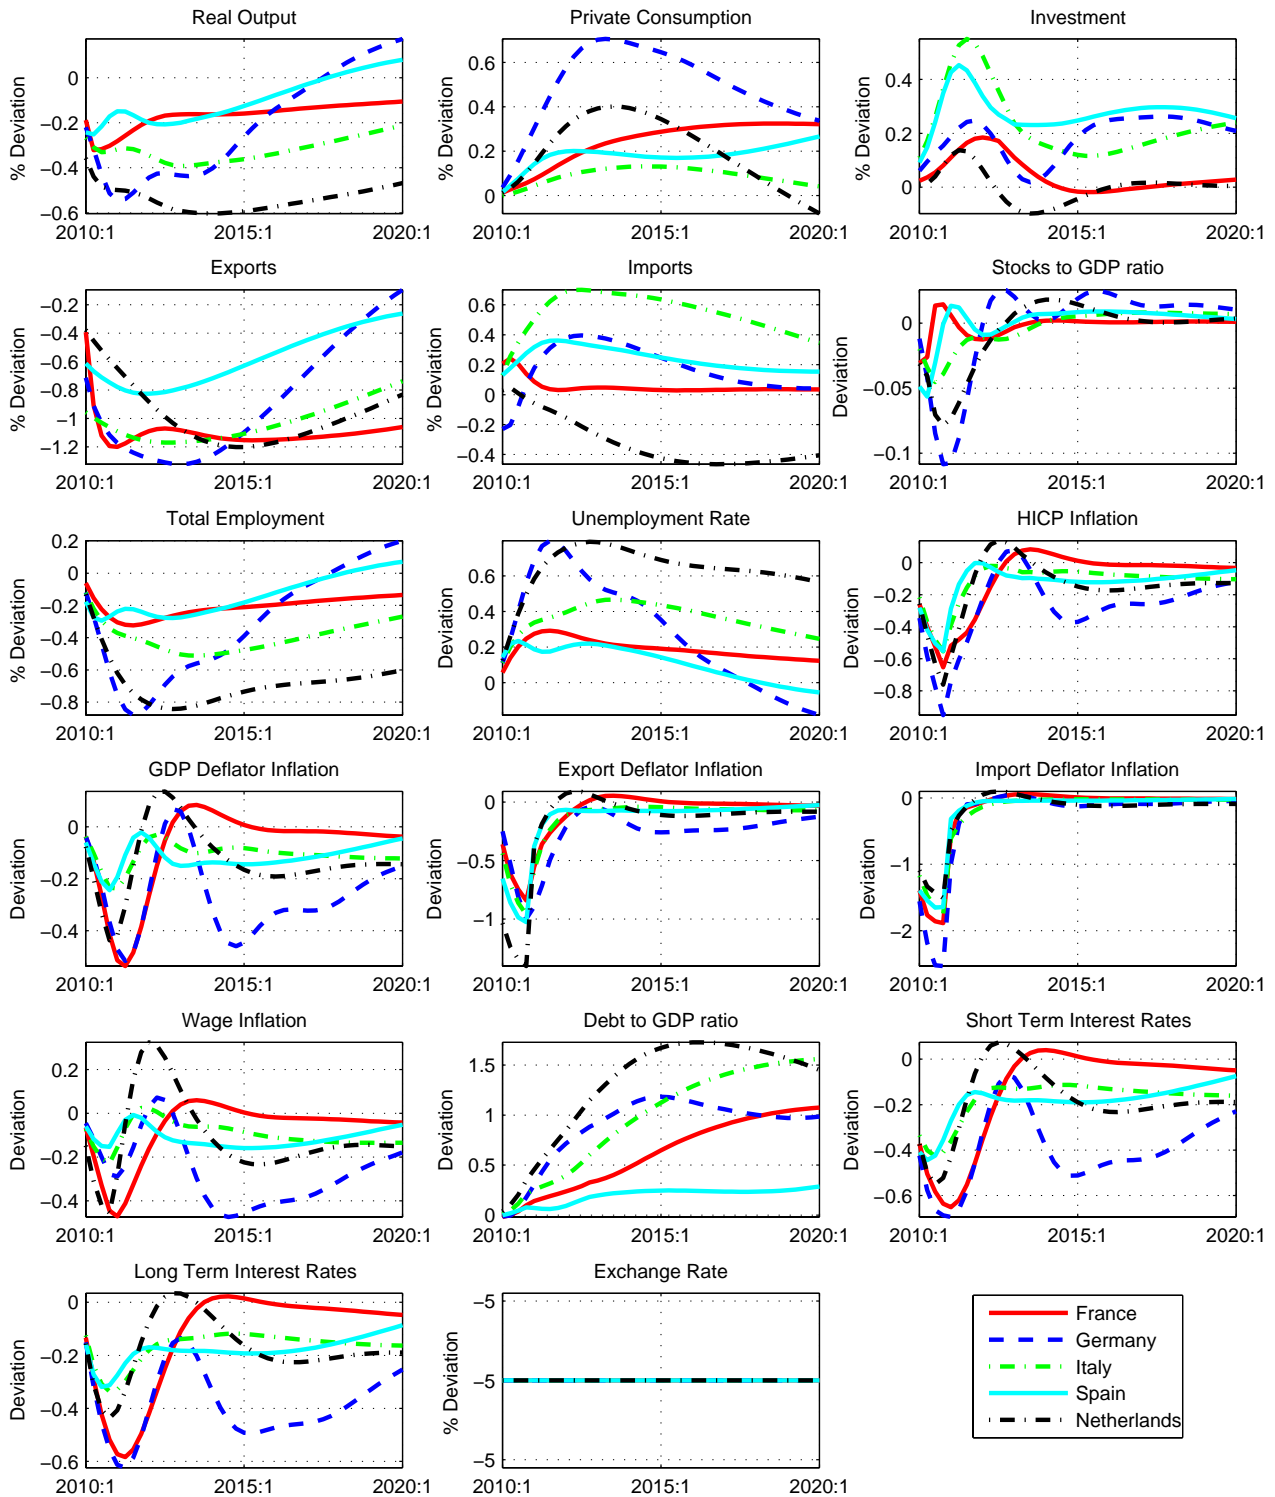 Real Output
% Deviation
0
−0.2
−0.4
−0.6
2010:1 2015:1 2020:1
Private Consumption
% Deviation
0.6
0.4
0.2
0
2010:1 2015:1 2020:1
Investment
% Deviation
0.4
0.2
0
2010:1 2015:1 2020:1
Exports
% Deviation
−0.2
−0.4
−0.6
−0.8
−1
−1.2
2010:1 2015:1 2020:1
Imports
% Deviation
0.6
0.4
0.2
0
−0.2
−0.4
2010:1 2015:1 2020:1
Stocks to GDP ratio
Deviation
0
−0.05
−0.1
2010:1 2015:1 2020:1
Total Employment
% Deviation
0.2
0
−0.2
−0.4
−0.6
−0.8
2010:1 2015:1 2020:1
Unemployment Rate
Deviation
0.6
0.4
0.2
0
2010:1 2015:1 2020:1
HICP Inflation
Deviation
0
−0.2
−0.4
−0.6
−0.8
2010:1 2015:1 2020:1
GDP Deflator Inflation
Deviation
0
−0.2
−0.4
2010:1 2015:1 2020:1
Export Deflator Inflation
Deviation
0
−0.5
−1
2010:1 2015:1 2020:1
Import Deflator Inflation
Deviation
0
−1
−2
2010:1 2015:1 2020:1
Wage Inflation
Deviation
0.2
0
−0.2
−0.4
2010:1 2015:1 2020:1
Debt to GDP ratio
Deviation
1.5
1
0.5
0
2010:1 2015:1 2020:1
Short Term Interest Rates
Deviation
0
−0.2
−0.4
−0.6
2010:1 2015:1 2020:1
Long Term Interest Rates
Deviation
0
−0.2
−0.4
−0.6
2010:1 2015:1 2020:1
Exchange Rate
% Deviation
−5
−5
−5
2010:1 2015:1 2020:1
France
Germany
Italy
Spain
Netherlands